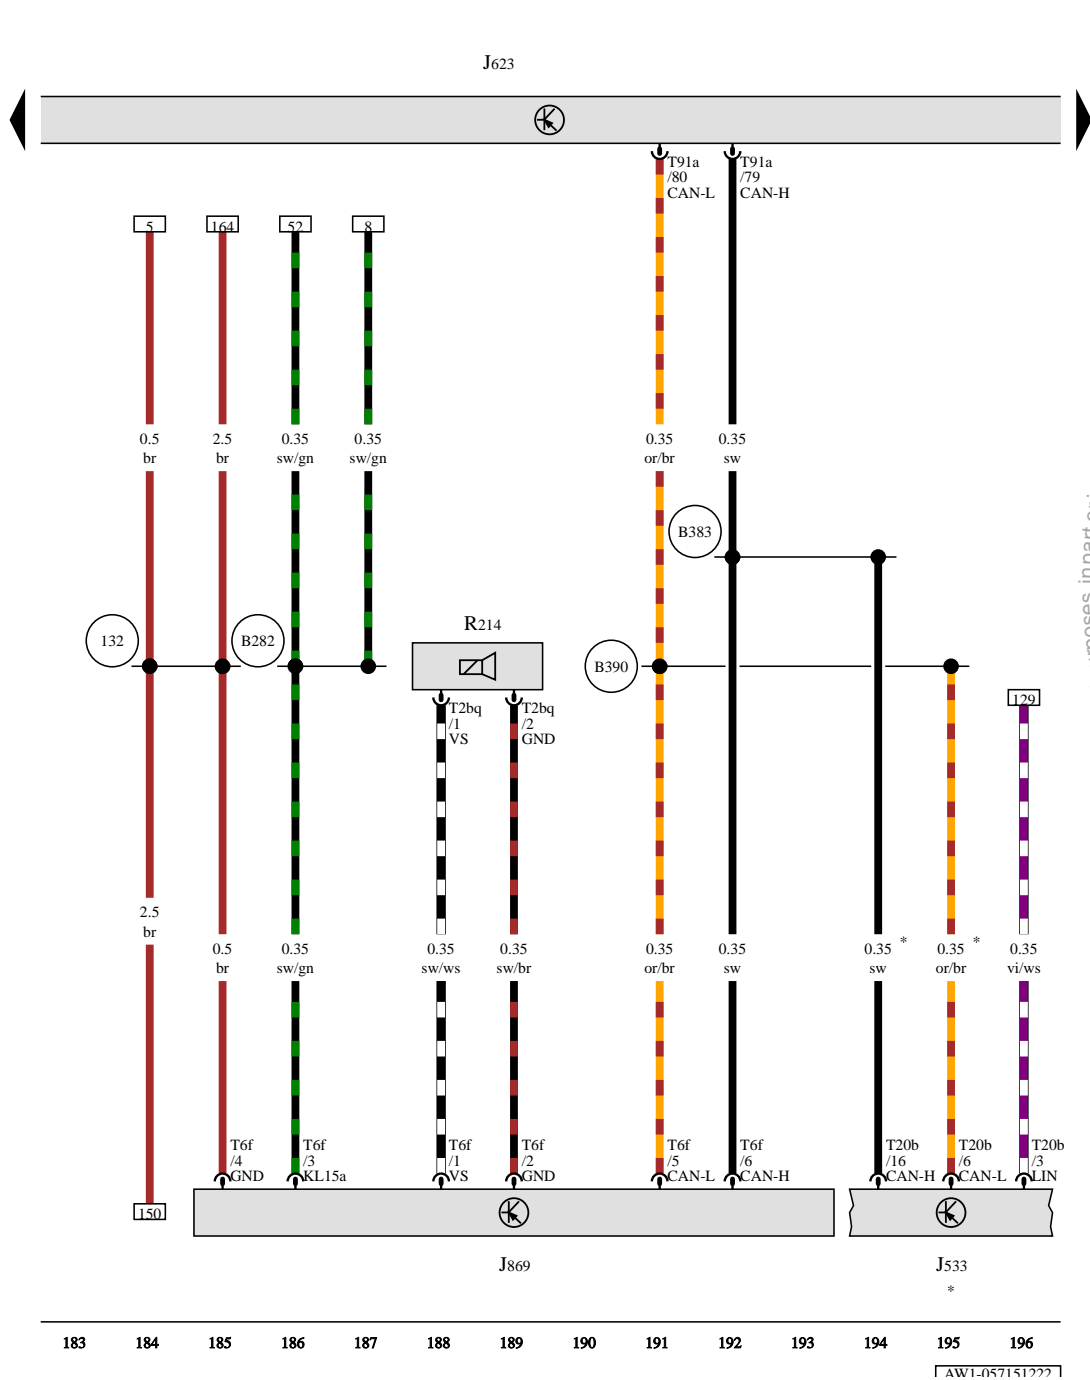 J623
T91a
/80
CAN-L
T91a
/79
CAN-H
5
164
52
8
0.5
br
2.5
br
0.35
sw/gn
0.35
sw/gn
0.35
or/br
0.35
sw
B383
132
B282
R214
B390
T2bq
/1
VS
T2bq
/2
GND
129
2.5
br
0.5
br
0.35
sw/gn
0.35
sw/ws
0.35
sw/br
0.35
or/br
0.35
sw
0.35 *
sw
0.35 *
or/br
0.35
vi/ws
T6f
/4
GND
T6f
/3
KL15a
T6f
/1
VS
T6f
/2
GND
T6f
/5
CAN-L
T6f
/6
CAN-H
T20b
/16
CAN-H
T20b
/6
CAN-L
T20b
/3
LIN
150
J869
J533
*
183 184 185 186 187 188 189 190 191 192 193 194 195 196
AW1-057151222